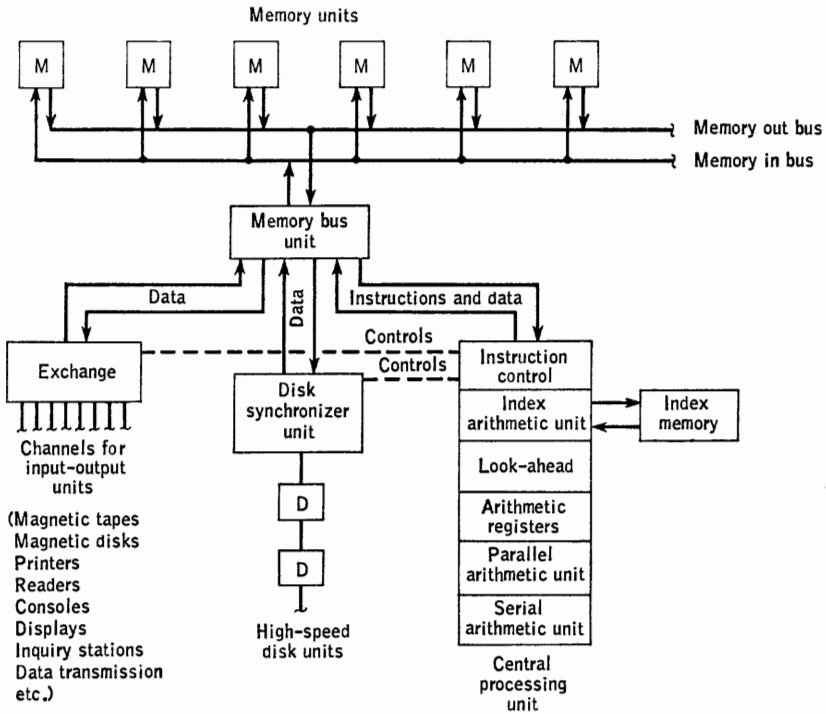 Memory units
M
M
M
M
M
M
Memory out bus
Memory in bus
Memory bus
unit
Data
Data
Instructions and data
Controls
Controls
Exchange
Channels for
input-output
units
(Magnetic tapes
Magnetic disks
Printers
Readers
Consoles
Displays
Inquiry stations
Data transmission
etc.)
Disk
synchronizer
unit
D
D
High-speed
disk units
Instruction
control
Index
arithmetic unit
Look-ahead
Arithmetic
registers
Parallel
arithmetic unit
Serial
arithmetic unit
Central
processing
unit
Index
memory